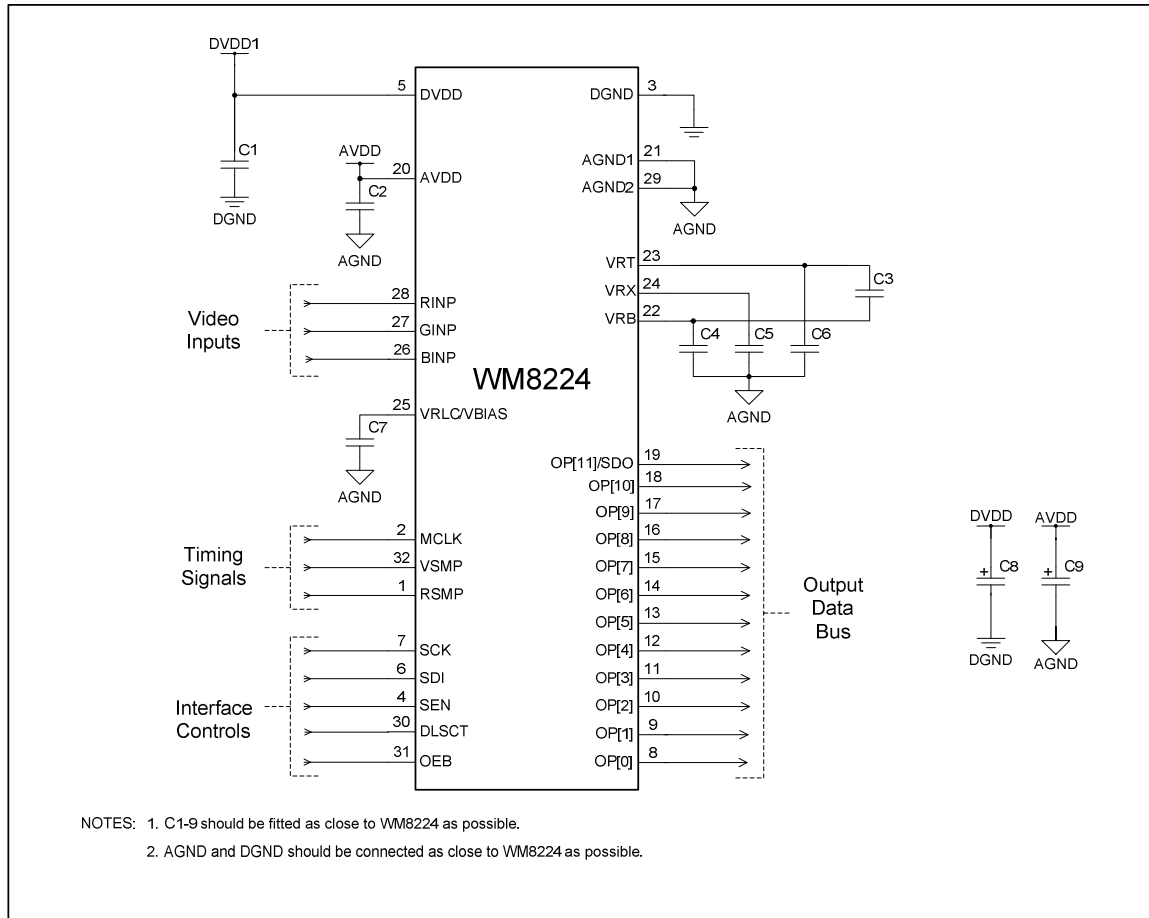 DVDD1
5 DVDD
C1
DGND
AVDD
20 AVDD
C2
AGND
Video
Inputs
28 RINP
27 GINP
26 BINP
25 VRLC/VBIAS
C7
AGND
Timing
Signals
2 MCLK
32 VSMP
1 RSMP
Interface
Controls
7 SCK
6 SDI
4 SEN
30 DLSCT
31 OEB
WM8224
DGND 3
AGND1 21
AGND2 29
AGND
VRT 23
VRX 24
VRB 22
C3
C4 C5 C6
AGND
OP[11]/SDO 19
OP[10] 18
OP[9] 17
OP[8] 16
OP[7] 15
OP[6] 14
OP[5] 13
OP[4] 12
OP[3] 11
OP[2] 10
OP[1] 9
OP[0] 8
Output
Data
Bus
DVDD AVDD
+ C8 + C9
DGND AGND
NOTES: 1. C1-9 should be fitted as close to WM8224 as possible.
2. AGND and DGND should be connected as close to WM8224 as possible.